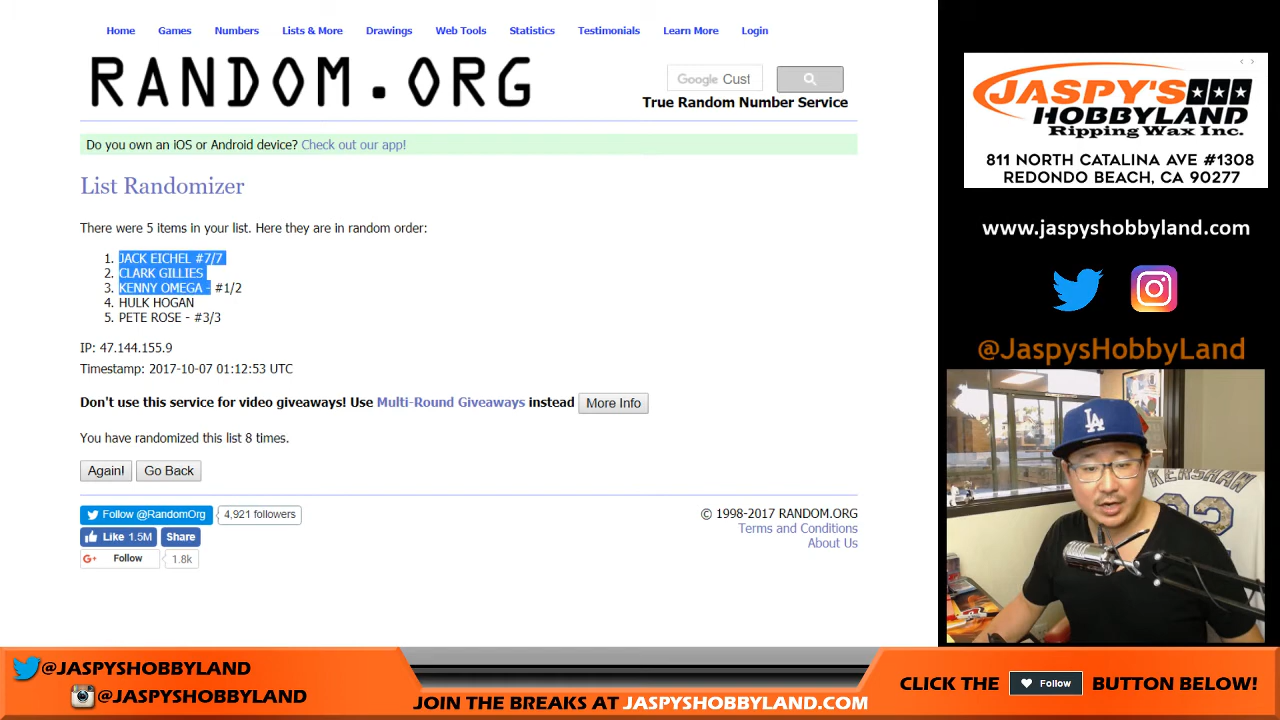 Home Games Numbers Lists & More Drawings Web Tools Statistics Testimonials Learn More Login
RANDOM.ORG
Google Cust
True Random Number Service
Do you own an iOS or Android device? Check out our app!
List Randomizer
There were 5 items in your list. Here they are in random order:
1. JACK EICHEL #7/7
2. CLARK GILLIES
3. KENNY OMEGA - #1/2
4. HULK HOGAN
5. PETE ROSE - #3/3
IP: 47.144.155.9
Timestamp: 2017-10-07 01:12:53 UTC
Don't use this service for video giveaways! Use Multi-Round Giveaways instead More Info
You have randomized this list 8 times.
Again! Go Back
Follow @RandomOrg 4,921 followers
Like 1.5M Share
G+ Follow 1.8k
© 1998-2017 RANDOM.ORG
Terms and Conditions
About Us
JASPY'S
HOBBYLAND
Ripping Wax Inc.
811 NORTH CATALINA AVE #1308
REDONDO BEACH, CA 90277
www.jaspyshobbyland.com
@JaspysHobbyLand
LA
KERSHAW
22
@JASPYSHOBBYLAND
@JASPYSHOBBYLAND
JOIN THE BREAKS AT JASPYSHOBBYLAND.COM
CLICK THE Follow BUTTON BELOW!